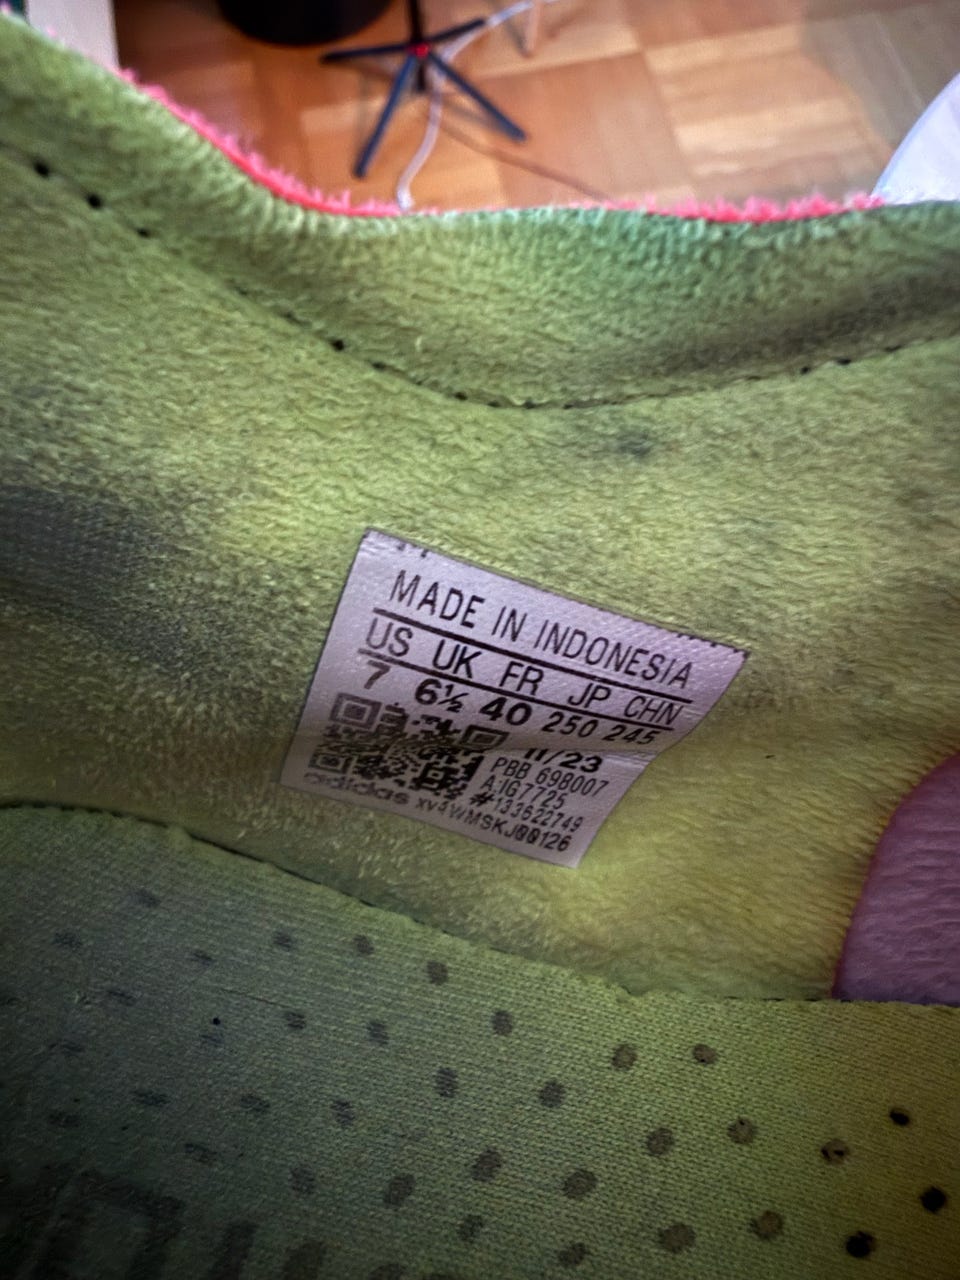 MADE IN INDONESIA
US UK FR JP CHN
7 6½ 40 250 245
11/23
PBB 698007
A:IG7725
#133622749
adidas XV4WMSKJ00126